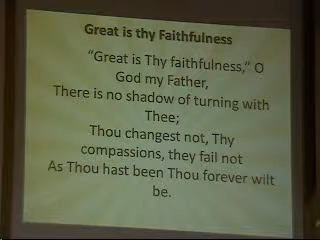 Great is thy Faithfulness
"Great is Thy faithfulness," O
God my Father,
There is no shadow of turning with
Thee;
Thou changest not, Thy
compassions, they fail not
As Thou hast been Thou forever wilt
be.